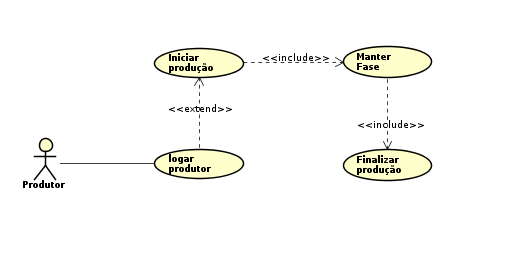 Iniciar
produção
<<include>>
Manter
Fase
<<extend>>
<<include>>
logar
produtor
Finalizar
produção
Produtor